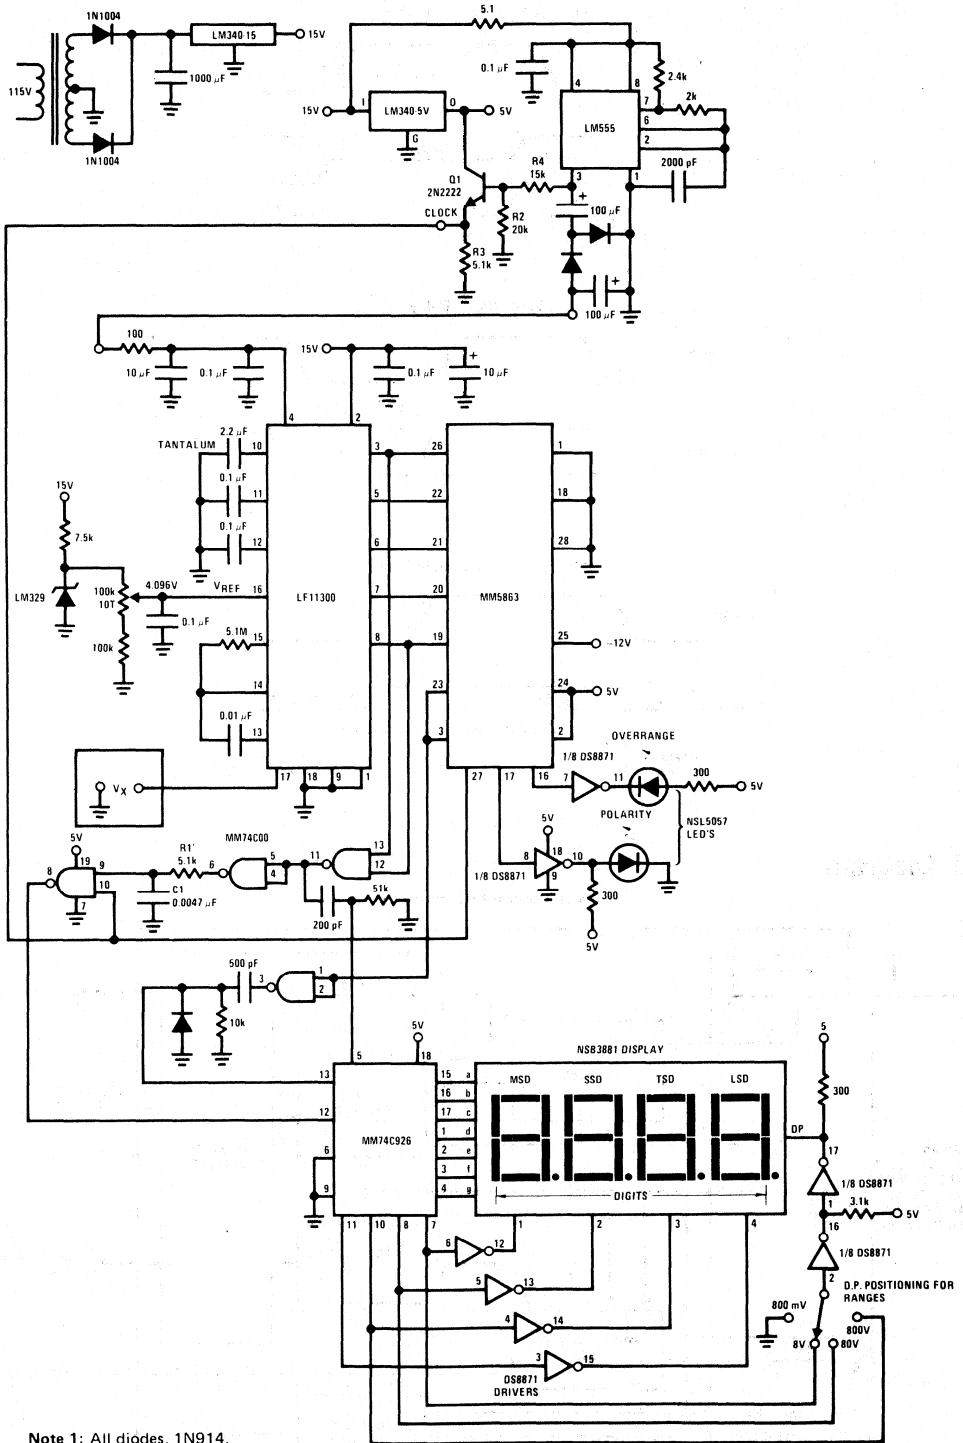 5.1
1N1004
LM340-15
15V
1000 μF
115V
1N1004
0.1 μF
4
8
2.4k
7
2k
6
2
LM555
15V
I
LM340-5V
O
5V
G
3
1
2000 pF
R4
15k
Q1
2N2222
R2
20k
+
100 μF
CLOCK
R3
5.1k
+
100 μF
100
10 μF
0.1 μF
15V
0.1 μF
+
10 μF
4
2
TANTALUM
2.2 μF
10
3
26
1
0.1 μF
11
5
22
18
0.1 μF
12
6
21
28
15V
7.5k
LM329
100k
10T
4.096V
VREF
16
LF11300
7
20
MM5863
0.1 μF
100k
5.1M
15
8
19
25
-12V
14
23
24
5V
0.01 μF
13
3
2
17
18
9
1
27
17
16
VX
OVERRANGE
1/8 DS8871
7
11
300
5V
POLARITY
NSL5057
LED'S
5V
8
18
9
10
1/8 DS8871
300
5V
MM74C00
5V
19
8
9
10
7
R1'
5.1k
C1
0.0047 μF
6
5
4
11
13
12
200 pF
51k
500 pF
3
1
2
10k
5V
5
18
13
12
6
9
MM74C926
15
16
17
1
2
3
4
a
b
c
d
e
f
g
11
10
8
7
NSB3881 DISPLAY
MSD
SSD
TSD
LSD
DIGITS
DP
1
2
3
4
5
300
17
1/8 DS8871
1
3.1k
5V
16
1/8 DS8871
2
D.P. POSITIONING FOR
RANGES
800 mV
800V
8V
80V
6
12
5
13
4
14
3
15
DS8871
DRIVERS
Note 1: All diodes, 1N914.